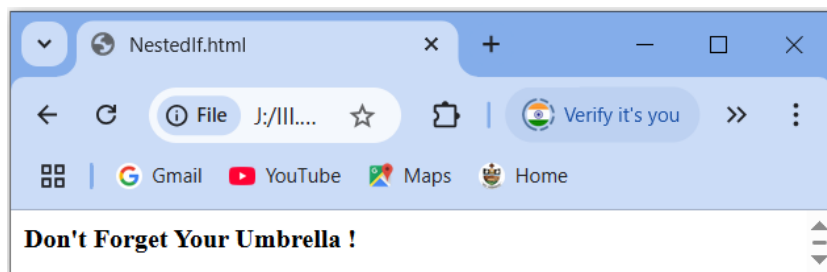 NestedIf.html
File J:/III....
Verify it's you
Gmail YouTube Maps Home
Don't Forget Your Umbrella !